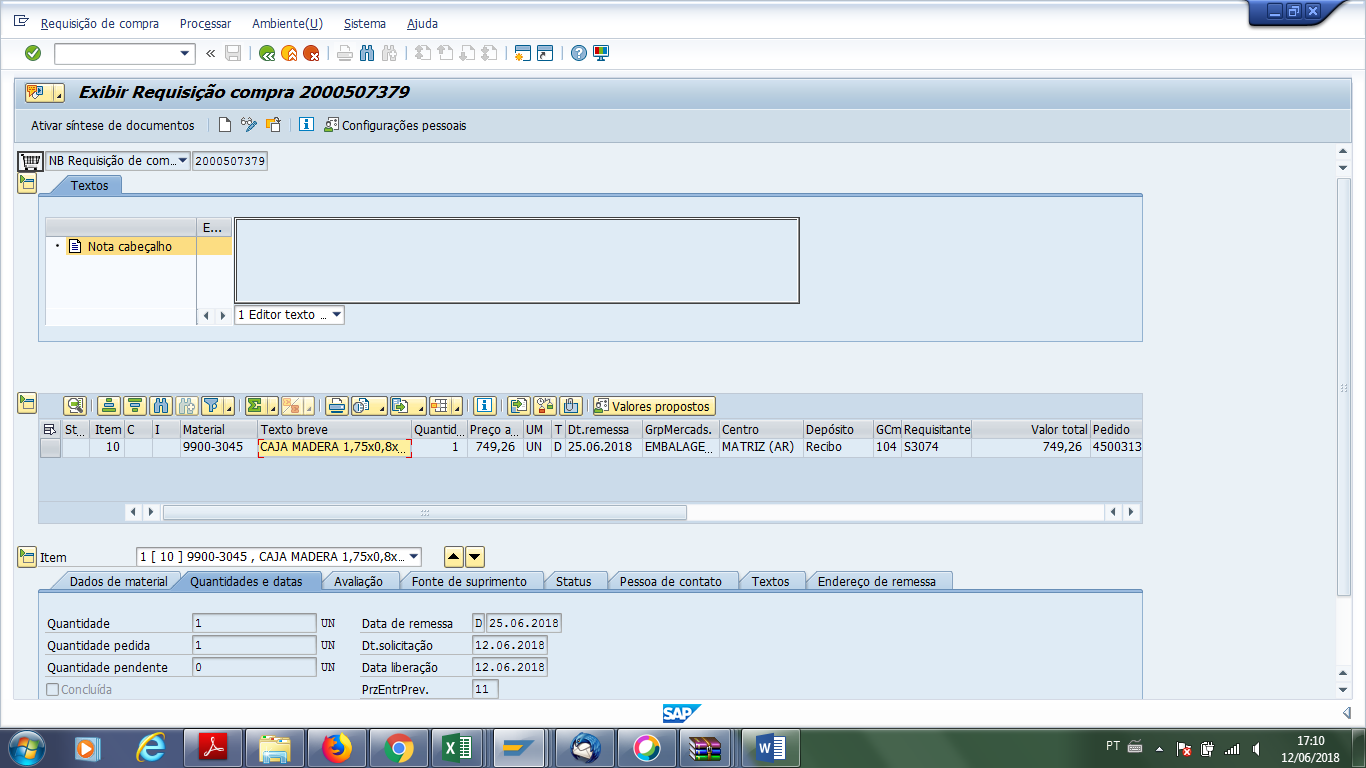 Requisição de compra Processar Ambiente(U) Sistema Ajuda
Exibir Requisição compra 2000507379
Ativar síntese de documentos Configurações pessoais
NB Requisição de com... 2000507379
Textos
E...
Nota cabeçalho
1 Editor texto ...
Valores propostos
St... Item C I Material Texto breve Quantid... Preço a... UM T Dt.remessa GrpMercads. Centro Depósito GCm Requisitante Valor total Pedido
10 9900-3045 CAJA MADERA 1,75x0,8x... 1 749,26 UN D 25.06.2018 EMBALAGE... MATRIZ (AR) Recibo 104 S3074 749,26 4500313
Item 1 [ 10 ] 9900-3045 , CAJA MADERA 1,75x0,8x...
Dados de material Quantidades e datas Avaliação Fonte de suprimento Status Pessoa de contato Textos Endereço de remessa
Quantidade 1 UN Data de remessa D 25.06.2018
Quantidade pedida 1 UN Dt.solicitação 12.06.2018
Quantidade pendente 0 UN Data liberação 12.06.2018
Concluída PrzEntrPrev. 11
SAP
PT 17:10
12/06/2018